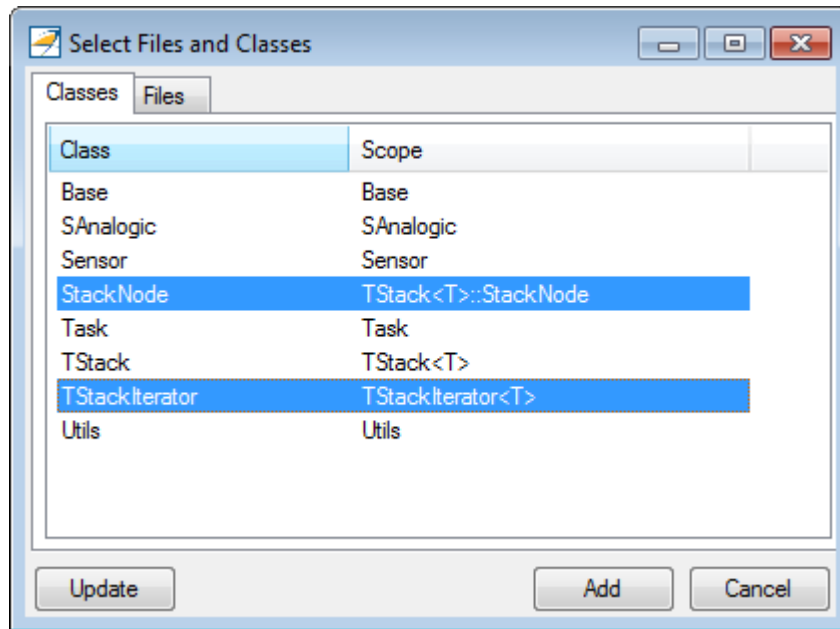 Select Files and Classes
Classes Files
Class Scope
Base Base
SAnalogic SAnalogic
Sensor Sensor
StackNode TStack<T>::StackNode
Task Task
TStack TStack<T>
TStackIterator TStackIterator<T>
Utils Utils
Update Add Cancel